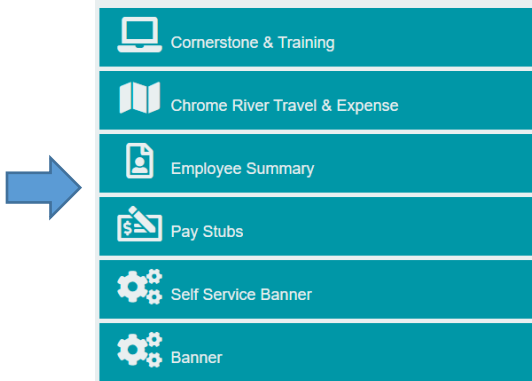 Cornerstone & Training
Chrome River Travel & Expense
Employee Summary
Pay Stubs
Self Service Banner
Banner